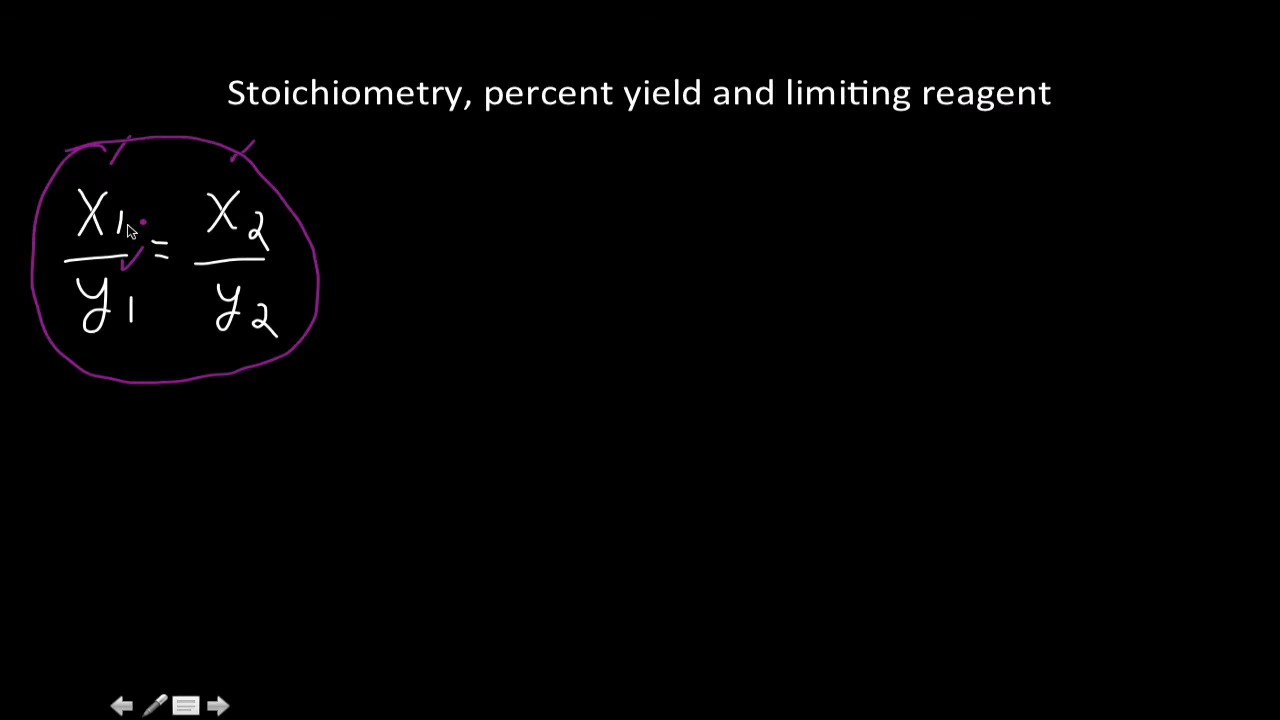 Stoichiometry, percent yield and limiting reagent
X1 = X2
y1 y2